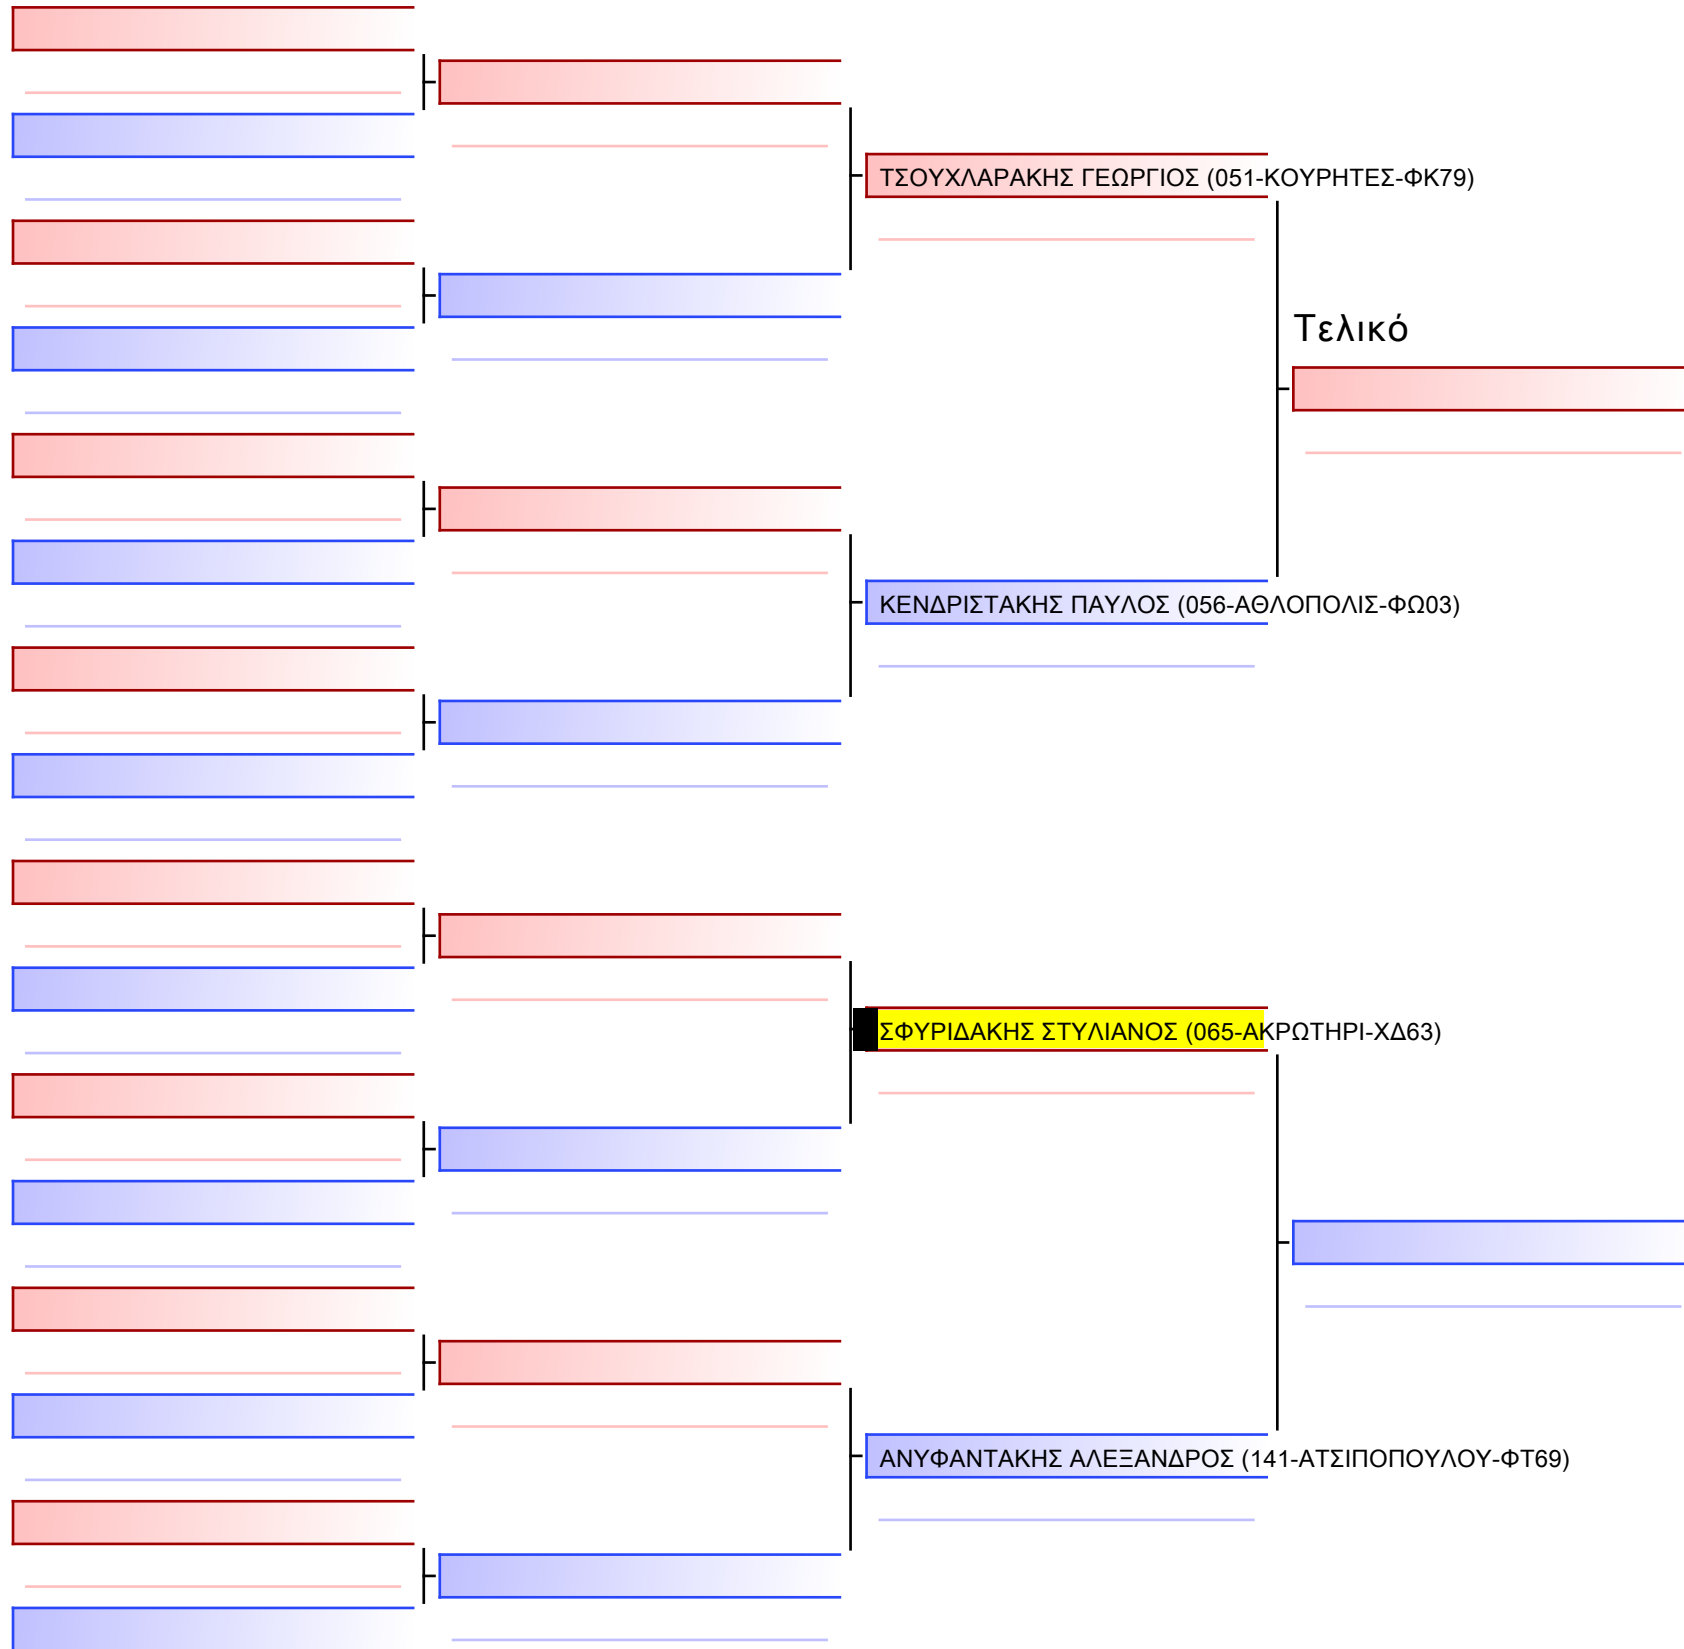 ΤΣΟΥΧΛΑΡΑΚΗΣ ΓΕΩΡΓΙΟΣ (051-ΚΟΥΡΗΤΕΣ-ΦΚ79)
Τελικό
ΚΕΝΔΡΙΣΤΑΚΗΣ ΠΑΥΛΟΣ (056-ΑΘΛΟΠΟΛΙΣ-ΦΩ03)
ΣΦΥΡΙΔΑΚΗΣ ΣΤΥΛΙΑΝΟΣ (065-ΑΚΡΩΤΗΡΙ-ΧΔ63)
ΑΝΥΦΑΝΤΑΚΗΣ ΑΛΕΞΑΝΔΡΟΣ (141-ΑΤΣΙΠΟΠΟΥΛΟΥ-ΦΤ69)